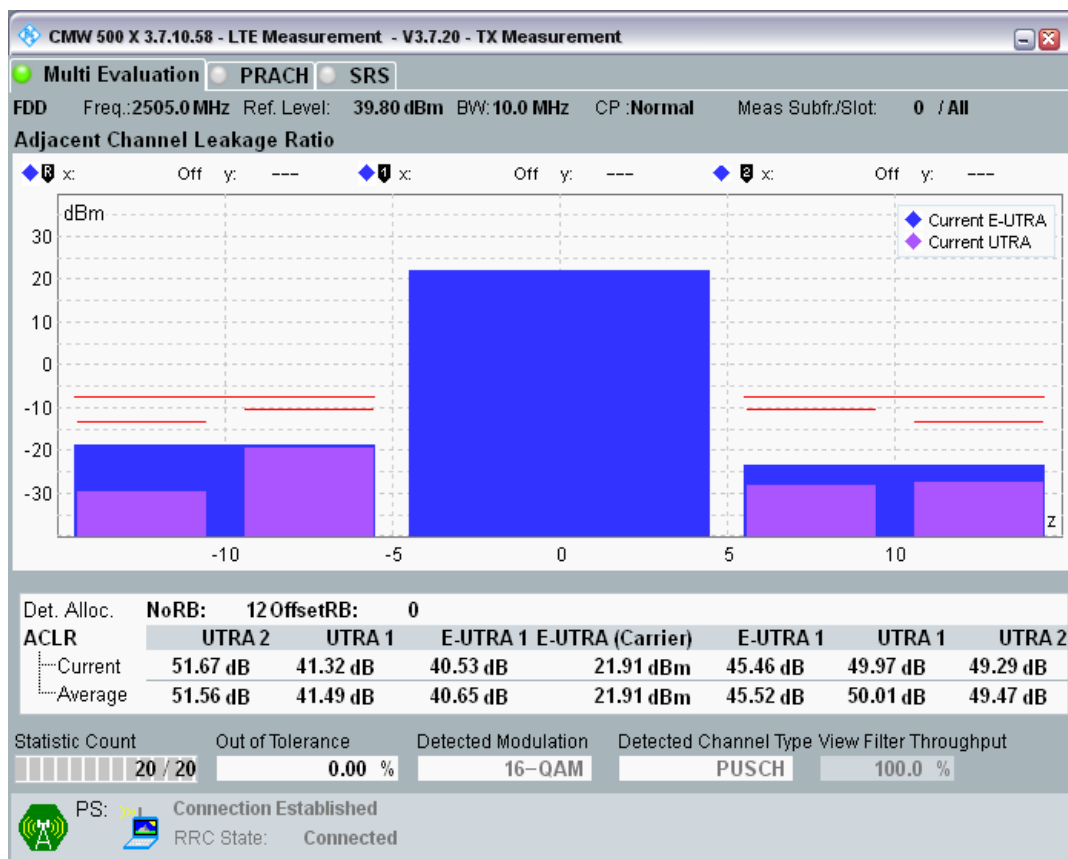 CMW 500 X 3.7.10.58 - LTE Measurement - V3.7.20 - TX Measurement
Multi Evaluation PRACH SRS
FDD Freq.:2505.0 MHz Ref. Level: 39.80 dBm BW: 10.0 MHz CP :Normal Meas Subfr./Slot: 0 / All
Adjacent Channel Leakage Ratio
R x: Off y: --- 1 x: Off y: --- 2 x: Off y: ---
dBm
Current E-UTRA
Current UTRA
30
20
10
0
-10
-20
-30
z
-10 -5 0 5 10
Det. Alloc. NoRB: 12 OffsetRB: 0
ACLR UTRA 2 UTRA 1 E-UTRA 1 E-UTRA (Carrier) E-UTRA 1 UTRA 1 UTRA 2
Current 51.67 dB 41.32 dB 40.53 dB 21.91 dBm 45.46 dB 49.97 dB 49.29 dB
Average 51.56 dB 41.49 dB 40.65 dB 21.91 dBm 45.52 dB 50.01 dB 49.47 dB
Statistic Count Out of Tolerance Detected Modulation Detected Channel Type View Filter Throughput
20 / 20 0.00 % 16-QAM PUSCH 100.0 %
PS: Connection Established
RRC State: Connected